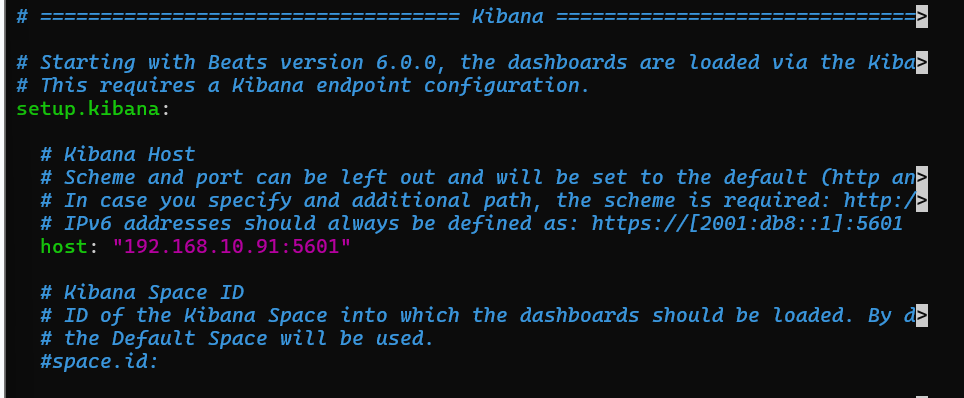 # =================================== Kibana ==============================>
# Starting with Beats version 6.0.0, the dashboards are loaded via the Kiba>
# This requires a Kibana endpoint configuration.
setup.kibana:
# Kibana Host
# Scheme and port can be left out and will be set to the default (http an>
# In case you specify and additional path, the scheme is required: http:/>
# IPv6 addresses should always be defined as: https://[2001:db8::1]:5601
host: "192.168.10.91:5601"
# Kibana Space ID
# ID of the Kibana Space into which the dashboards should be loaded. By d>
# the Default Space will be used.
#space.id: